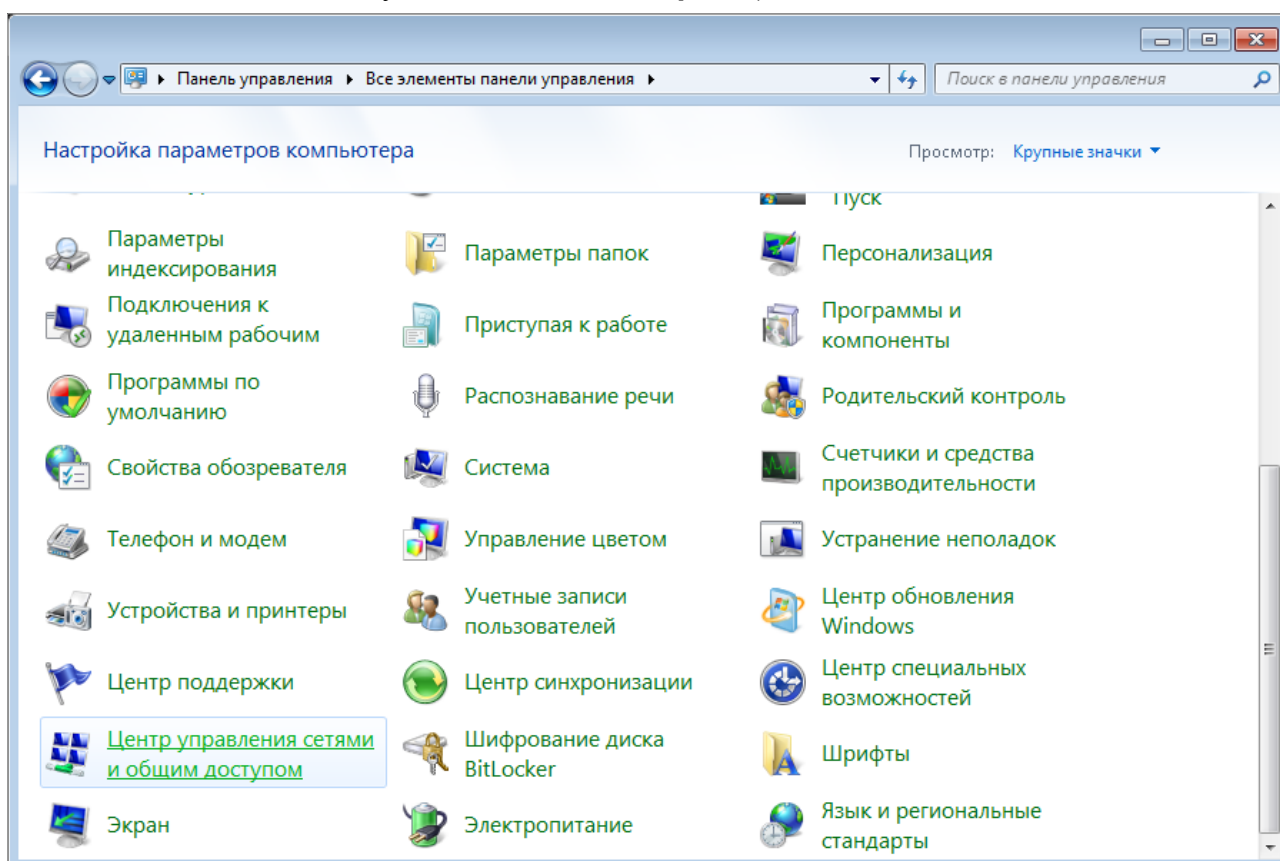 Панель управления ▸ Все элементы панели управления ▸
Поиск в панели управления
Настройка параметров компьютера
Просмотр: Крупные значки
Пуск
Параметры
индексирования
Параметры папок
Персонализация
Подключения к
удаленным рабочим
Приступая к работе
Программы и
компоненты
Программы по
умолчанию
Распознавание речи
Родительский контроль
Свойства обозревателя
Система
Счетчики и средства
производительности
Телефон и модем
Управление цветом
Устранение неполадок
Устройства и принтеры
Учетные записи
пользователей
Центр обновления
Windows
Центр поддержки
Центр синхронизации
Центр специальных
возможностей
Центр управления сетями
и общим доступом
Шифрование диска
BitLocker
Шрифты
Экран
Электропитание
Язык и региональные
стандарты